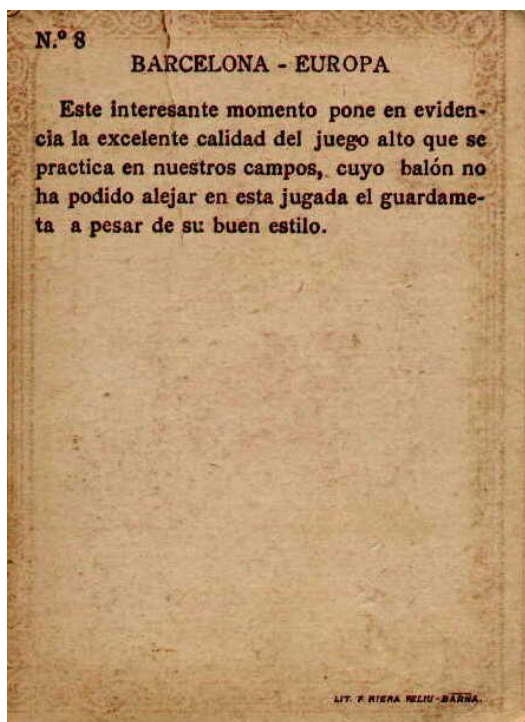 N.º 8
BARCELONA - EUROPA
Este interesante momento pone en eviden-
cia la excelente calidad del juego alto que se
practica en nuestros campos, cuyo balón no
ha podido alejar en esta jugada el guardame-
ta a pesar de su buen estilo.
LIT. F. RIERA RELIU - BARNA.